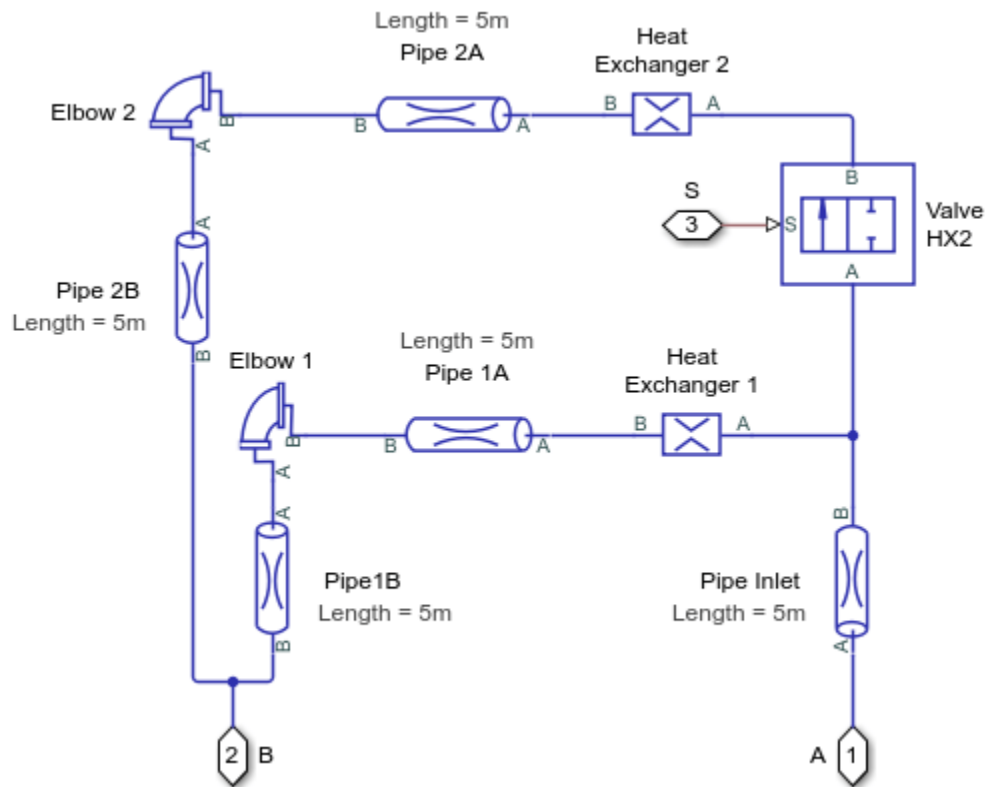 Length = 5m
Pipe 2A
Heat
Exchanger 2
Elbow 2
B
B
A
B
A
A
B
S
3
S
Valve
HX2
A
A
Pipe 2B
Length = 5m
B
Elbow 1
Length = 5m
Pipe 1A
Heat
Exchanger 1
B
B
A
B
A
A
A
B
Pipe1B
Length = 5m
Pipe Inlet
Length = 5m
B
A
2
B
A
1